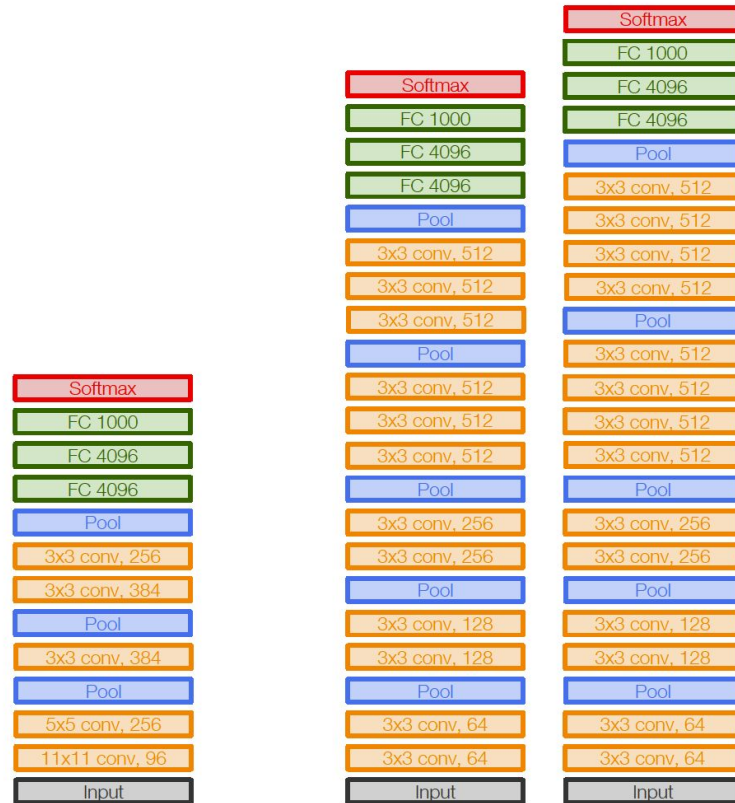 Softmax
FC 1000
FC 4096
FC 4096
Pool
3x3 conv, 256
3x3 conv, 384
Pool
3x3 conv, 384
Pool
5x5 conv, 256
11x11 conv, 96
Input
Softmax
FC 1000
FC 4096
FC 4096
Pool
3x3 conv, 512
3x3 conv, 512
3x3 conv, 512
Pool
3x3 conv, 512
3x3 conv, 512
3x3 conv, 512
Pool
3x3 conv, 256
3x3 conv, 256
Pool
3x3 conv, 128
3x3 conv, 128
Pool
3x3 conv, 64
3x3 conv, 64
Input
Softmax
FC 1000
FC 4096
FC 4096
Pool
3x3 conv, 512
3x3 conv, 512
3x3 conv, 512
3x3 conv, 512
Pool
3x3 conv, 512
3x3 conv, 512
3x3 conv, 512
3x3 conv, 512
Pool
3x3 conv, 256
3x3 conv, 256
Pool
3x3 conv, 128
3x3 conv, 128
Pool
3x3 conv, 64
3x3 conv, 64
Input